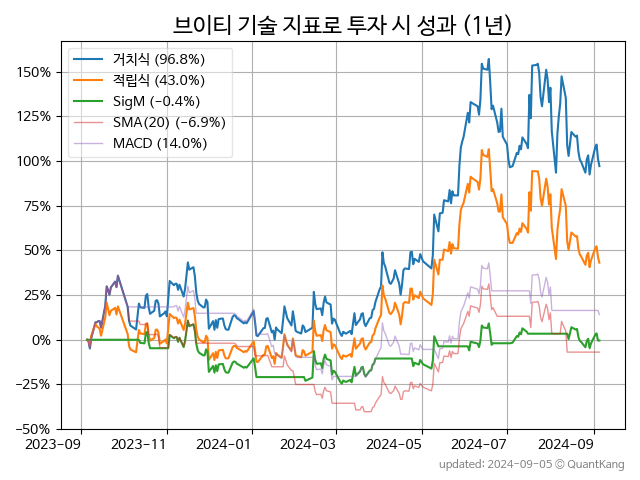 브이티 기술 지표로 투자 시 성과 (1년)
거치식 (96.8%)
적립식 (43.0%)
SigM (−0.4%)
SMA(20) (−6.9%)
MACD (14.0%)
150%
125%
100%
75%
50%
25%
0%
−25%
−50%
2023-09
2023-11
2024-01
2024-03
2024-05
2024-07
2024-09
updated: 2024-09-05 © QuantKang